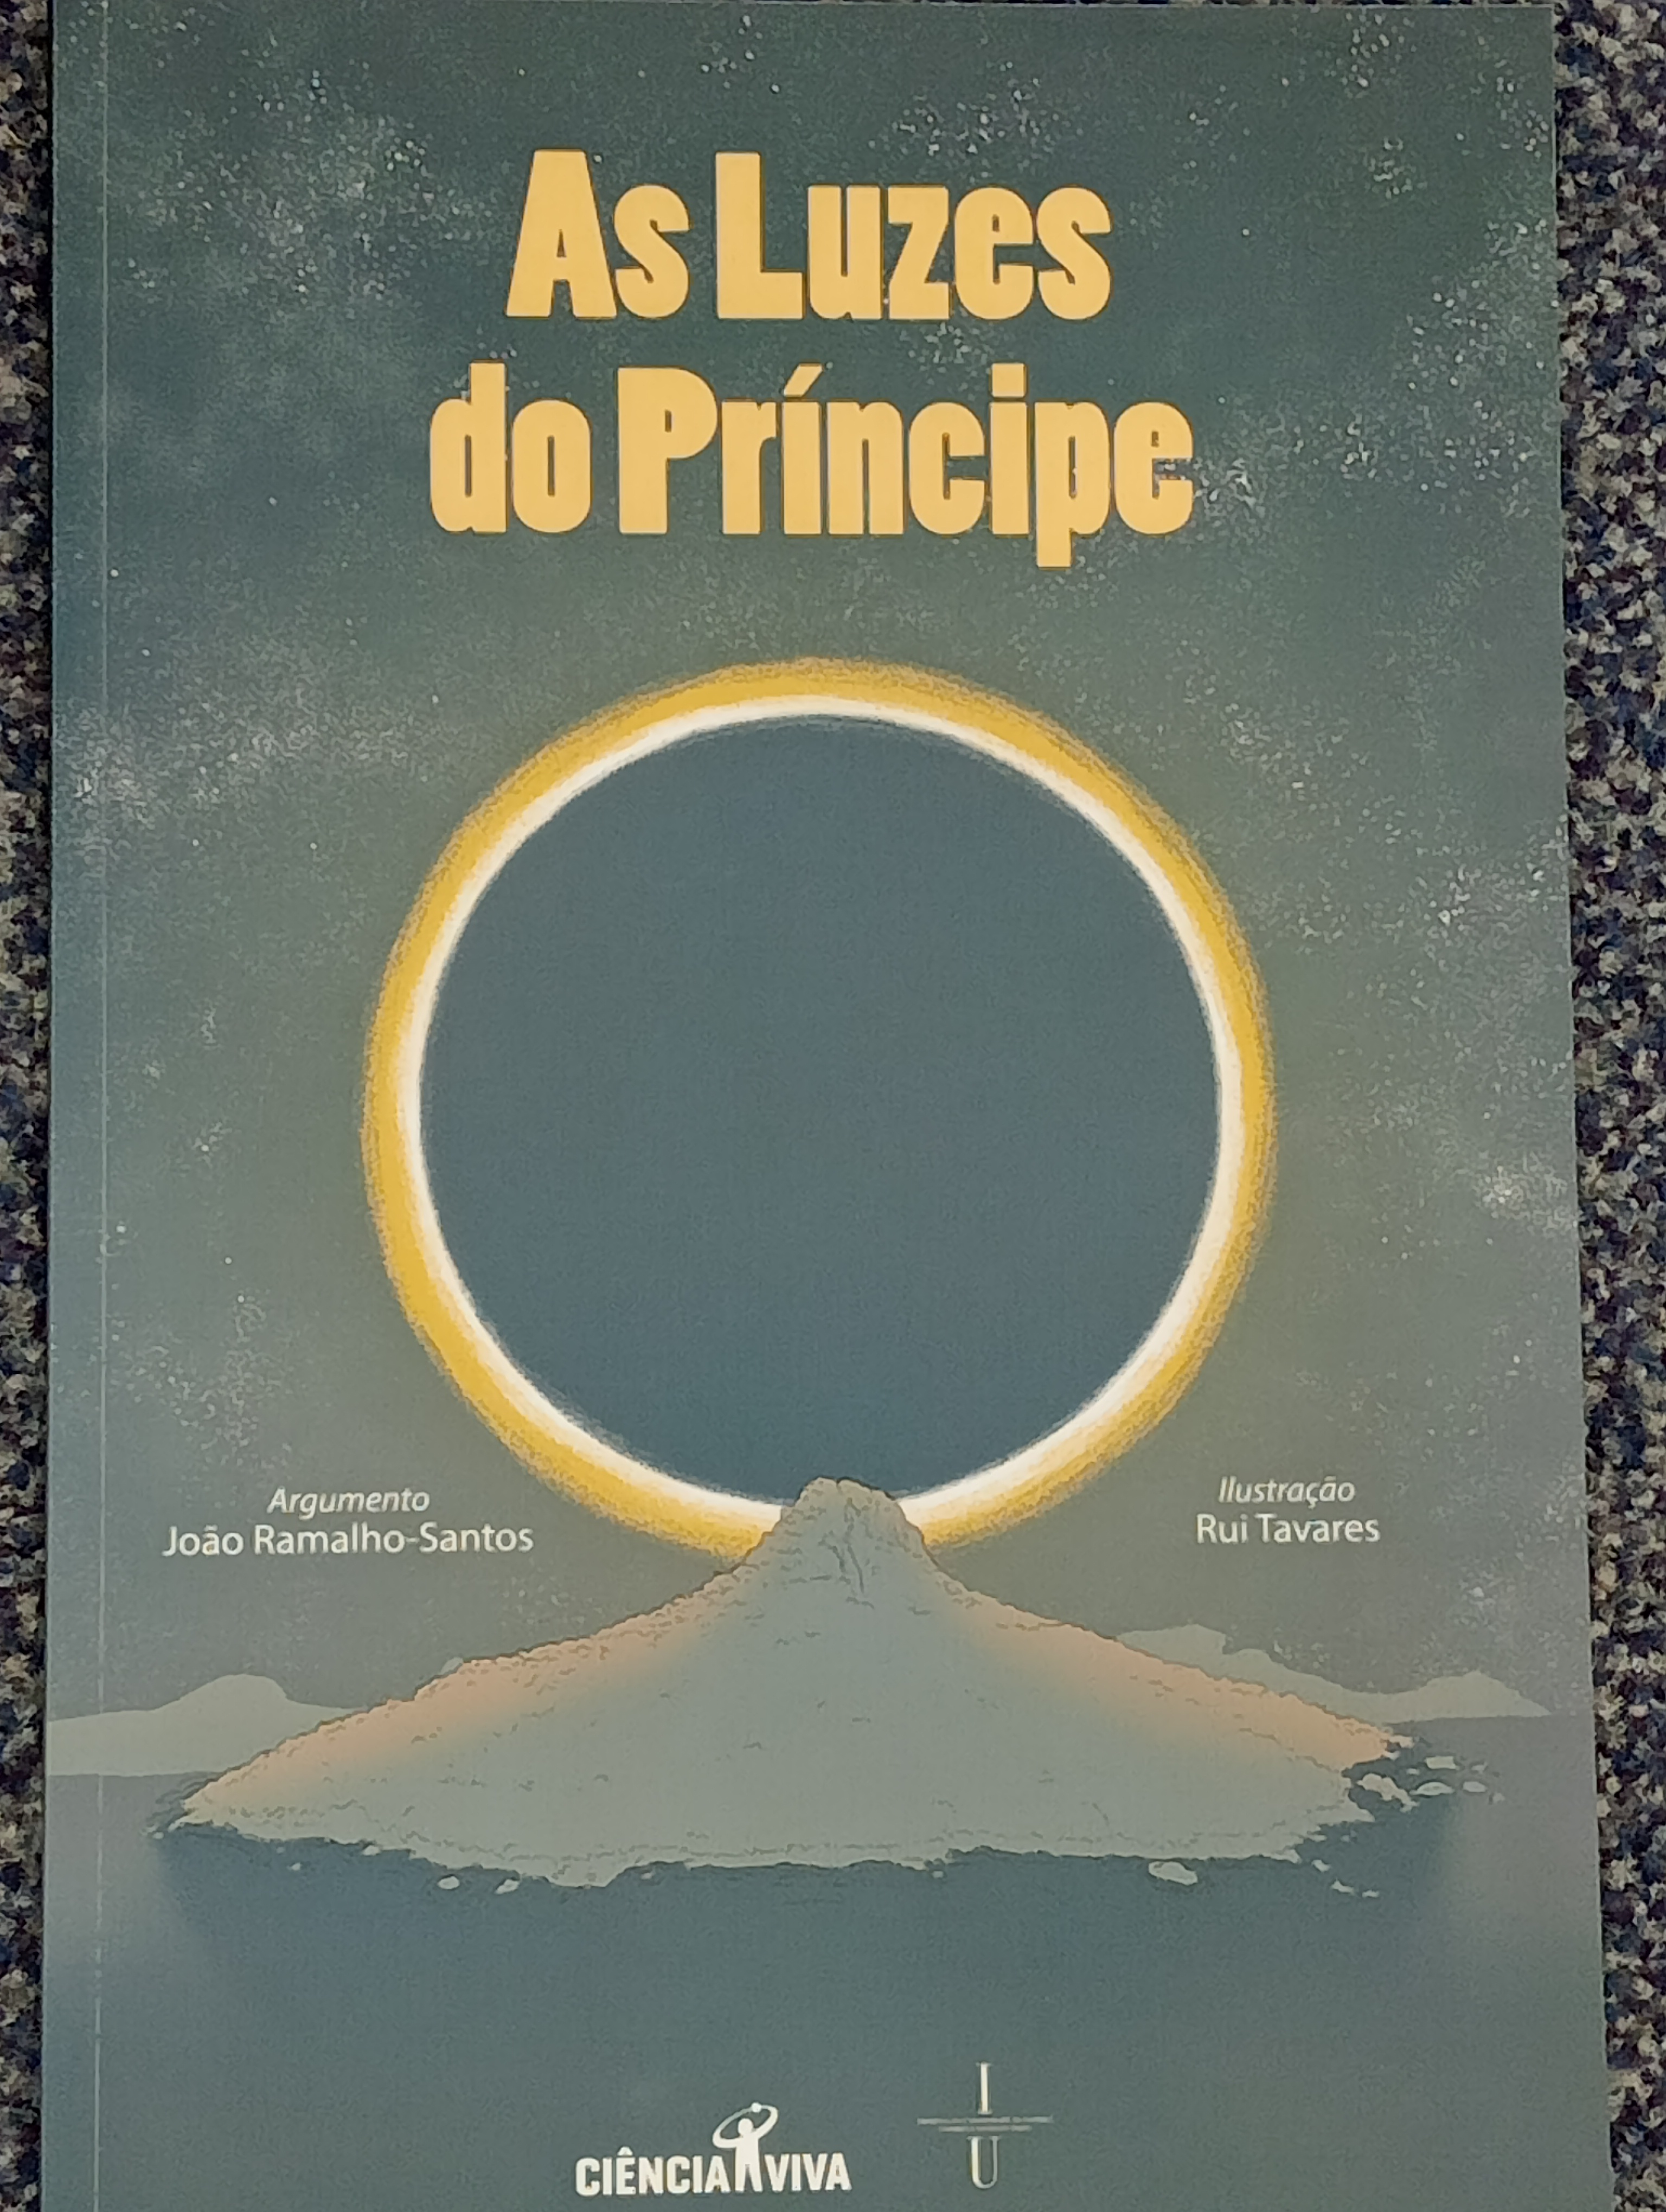 As Luzes
do Príncipe
Argumento
João Ramalho-Santos
Ilustração
Rui Tavares
CIÊNCIA VIVA
I
U